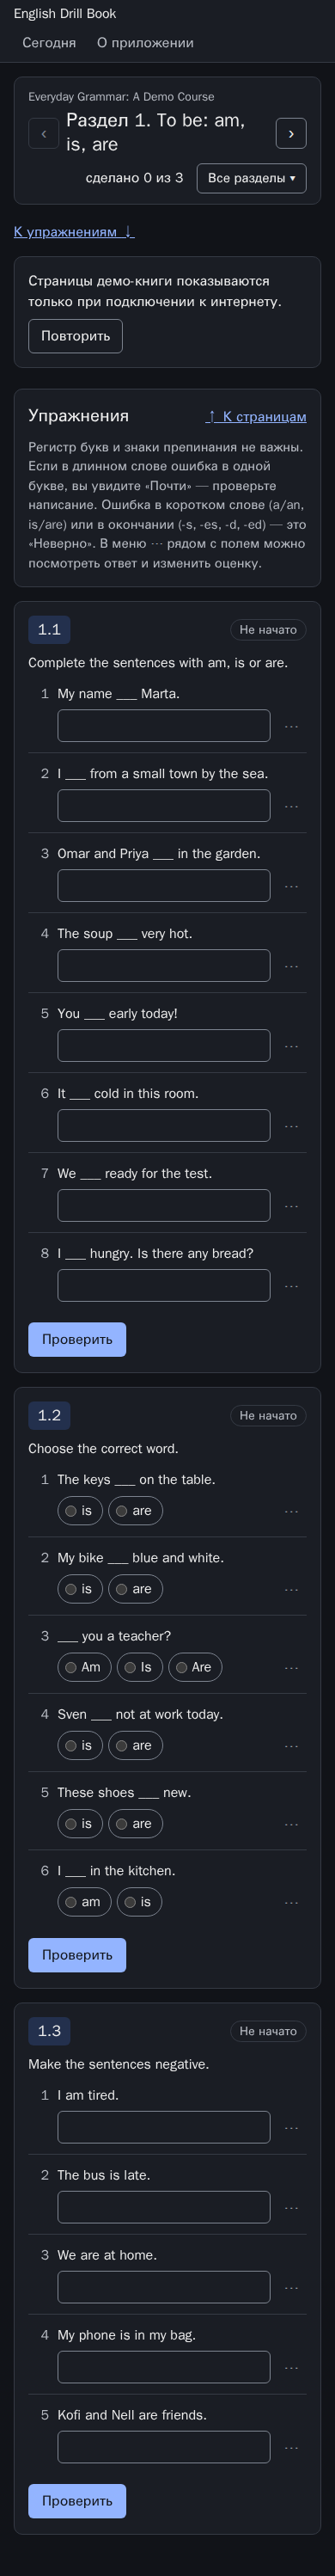 English Drill Book
Сегодня О приложении
Everyday Grammar: A Demo Course
‹ Раздел 1. To be: am, is, are ›
сделано 0 из 3 Все разделы ▾
К упражнениям ↓
Страницы демо-книги показываются
только при подключении к интернету.
Повторить
Упражнения ↑ К страницам
Регистр букв и знаки препинания не важны.
Если в длинном слове ошибка в одной
букве, вы увидите «Почти» — проверьте
написание. Ошибка в коротком слове (a/an,
is/are) или в окончании (-s, -es, -d, -ed) — это
«Неверно». В меню ··· рядом с полем можно
посмотреть ответ и изменить оценку.
1.1 Не начато
Complete the sentences with am, is or are.
1 My name ___ Marta.
···
2 I ___ from a small town by the sea.
···
3 Omar and Priya ___ in the garden.
···
4 The soup ___ very hot.
···
5 You ___ early today!
···
6 It ___ cold in this room.
···
7 We ___ ready for the test.
···
8 I ___ hungry. Is there any bread?
···
Проверить
1.2 Не начато
Choose the correct word.
1 The keys ___ on the table.
is are ···
2 My bike ___ blue and white.
is are ···
3 ___ you a teacher?
Am Is Are ···
4 Sven ___ not at work today.
is are ···
5 These shoes ___ new.
is are ···
6 I ___ in the kitchen.
am is ···
Проверить
1.3 Не начато
Make the sentences negative.
1 I am tired.
···
2 The bus is late.
···
3 We are at home.
···
4 My phone is in my bag.
···
5 Kofi and Nell are friends.
···
Проверить